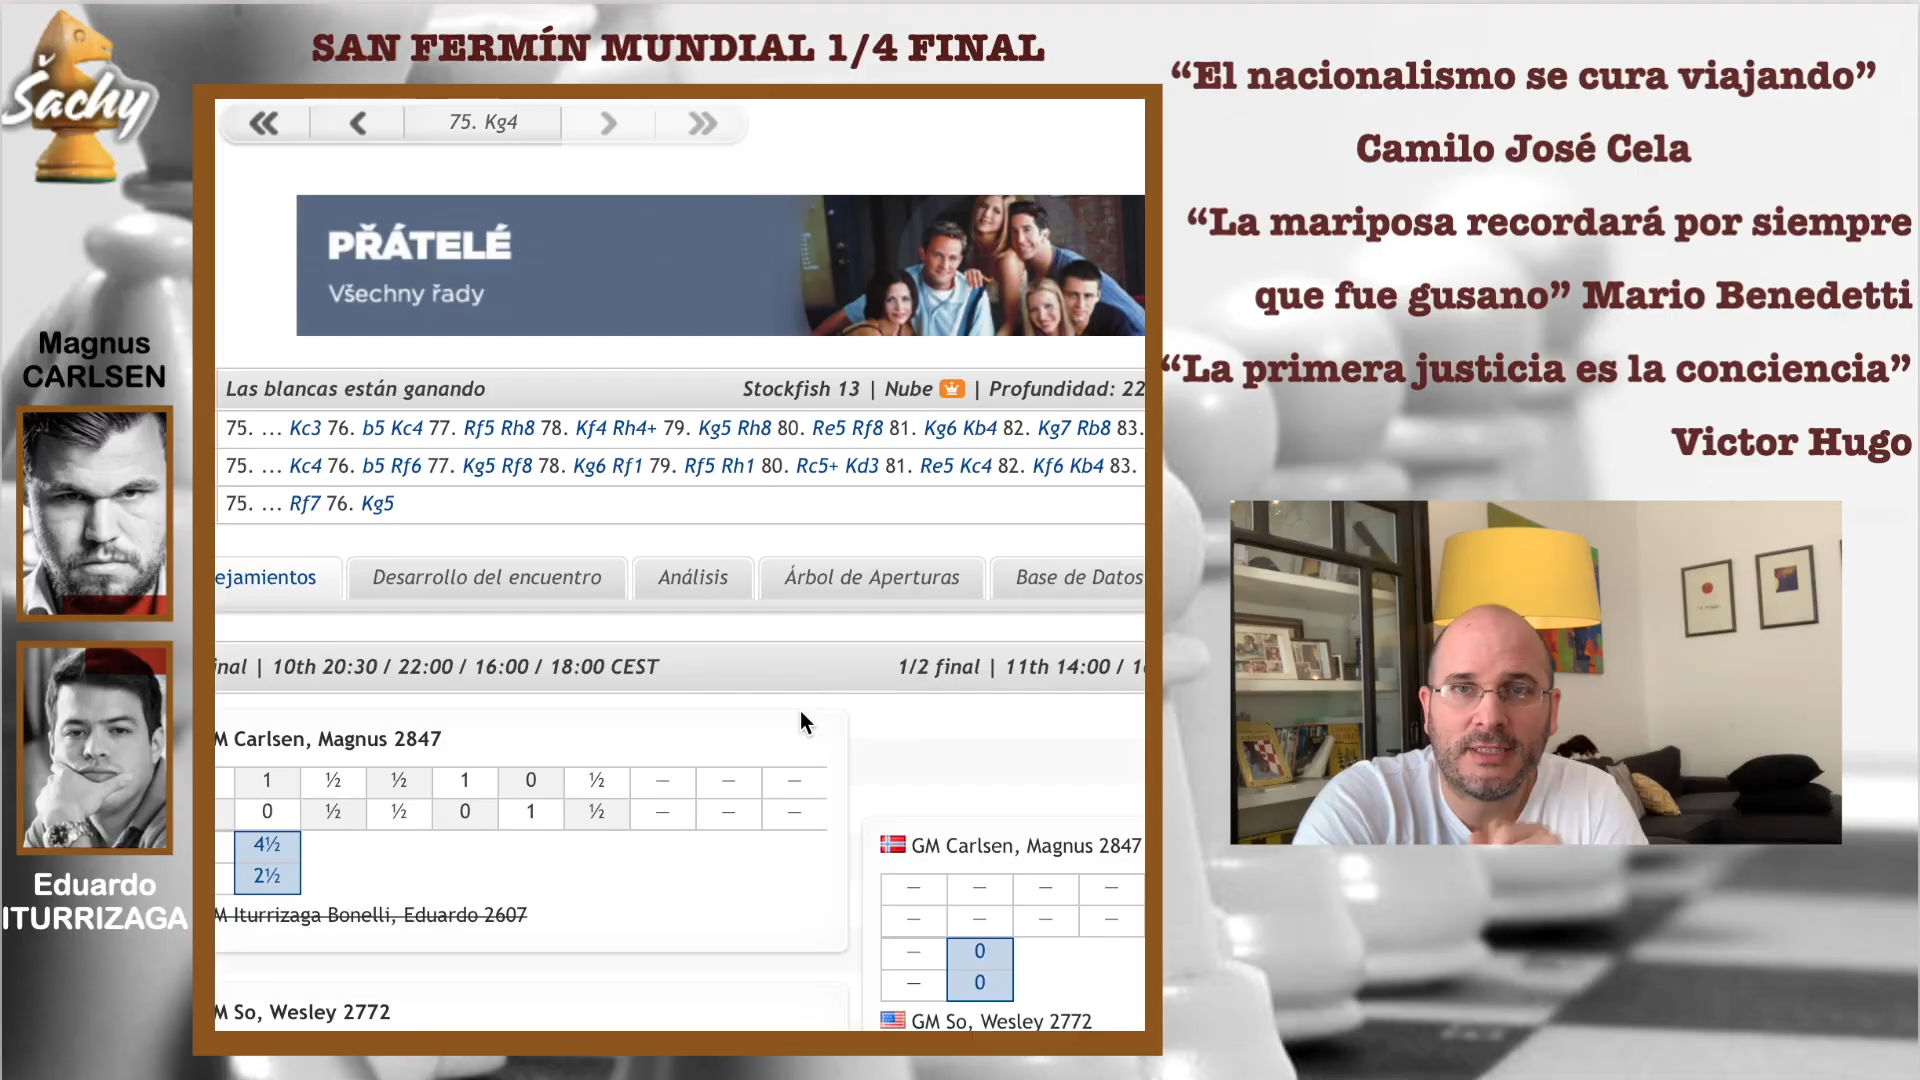 Šachy
SAN FERMÍN MUNDIAL 1/4 FINAL
75. Kg4
PŘÁTELÉ
Všechny řady
Las blancas están ganando
Stockfish 13 | Nube | Profundidad: 22
75. ... Kc3 76. b5 Kc4 77. Rf5 Rh8 78. Kf4 Rh4+ 79. Kg5 Rh8 80. Re5 Rf8 81. Kg6 Kb4 82. Kg7 Rb8 83.
75. ... Kc4 76. b5 Rf6 77. Kg5 Rf8 78. Kg6 Rf1 79. Rf5 Rh1 80. Rc5+ Kd3 81. Re5 Kc4 82. Kf6 Kb4 83.
75. ... Rf7 76. Kg5
ejamientos
Desarrollo del encuentro
Análisis
Árbol de Aperturas
Base de Datos
inal | 10th 20:30 / 22:00 / 16:00 / 18:00 CEST
1/2 final | 11th 14:00 / 1
M Carlsen, Magnus 2847
1 ½ ½ 1 0 ½ — — —
0 ½ ½ 0 1 ½ — — —
4½
2½
M Iturrizaga Bonelli, Eduardo 2607
M So, Wesley 2772
GM Carlsen, Magnus 2847
— — — —
— — — —
— 0
— 0
GM So, Wesley 2772
Magnus
CARLSEN
Eduardo
ITURRIZAGA
“El nacionalismo se cura viajando”
Camilo José Cela
“La mariposa recordará por siempre
que fue gusano” Mario Benedetti
“La primera justicia es la conciencia”
Victor Hugo